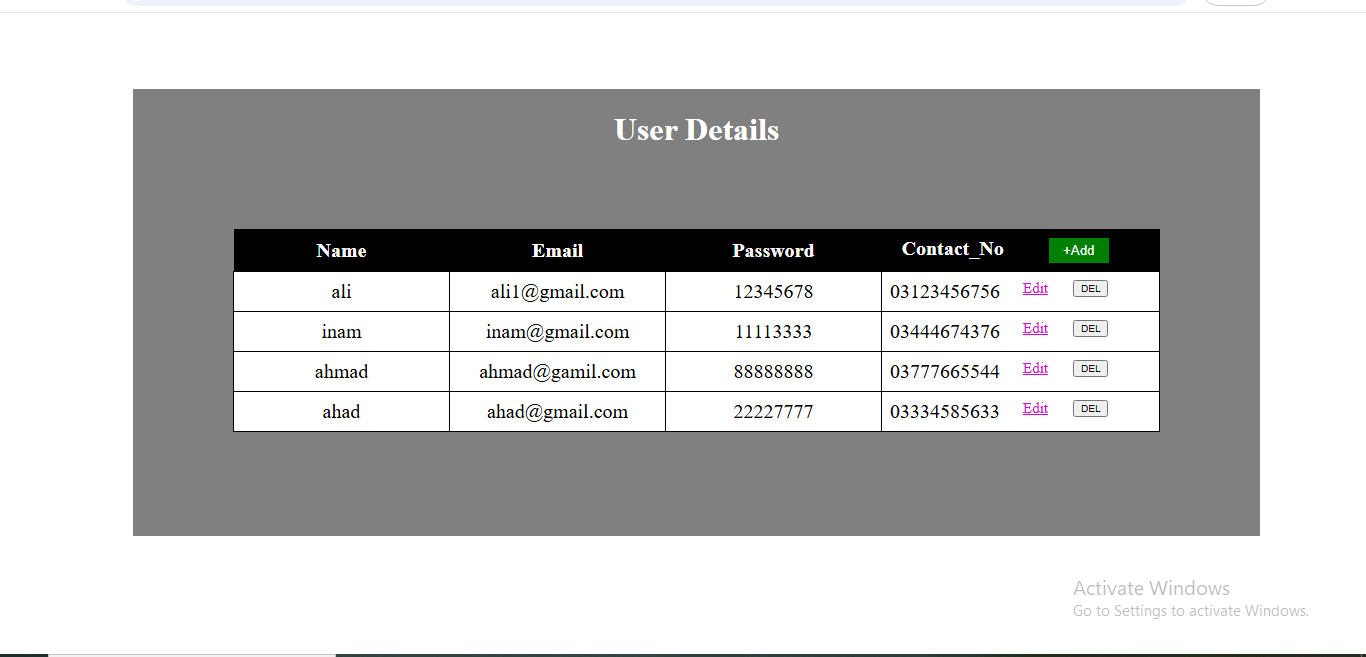 User Details
Name Email Password Contact_No +Add
ali ali1@gmail.com 12345678 03123456756 Edit DEL
inam inam@gmail.com 11113333 03444674376 Edit DEL
ahmad ahmad@gamil.com 88888888 03777665544 Edit DEL
ahad ahad@gmail.com 22227777 03334585633 Edit DEL
Activate Windows
Go to Settings to activate Windows.